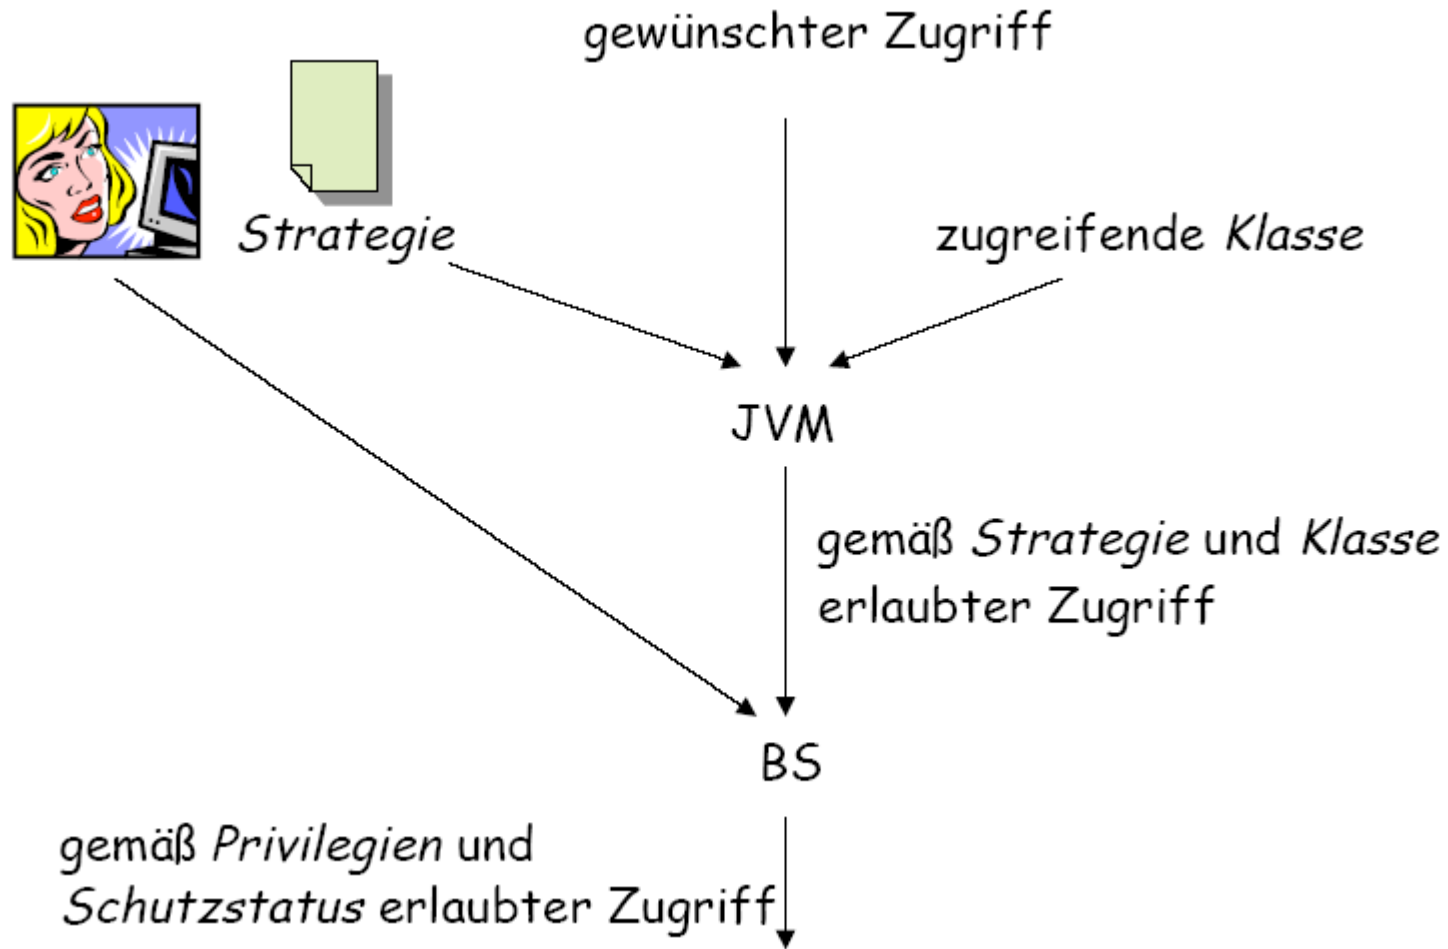 gewünschter Zugriff
Strategie
zugreifende Klasse
JVM
gemäß Strategie und Klasse
erlaubter Zugriff
BS
gemäß Privilegien und
Schutzstatus erlaubter Zugriff